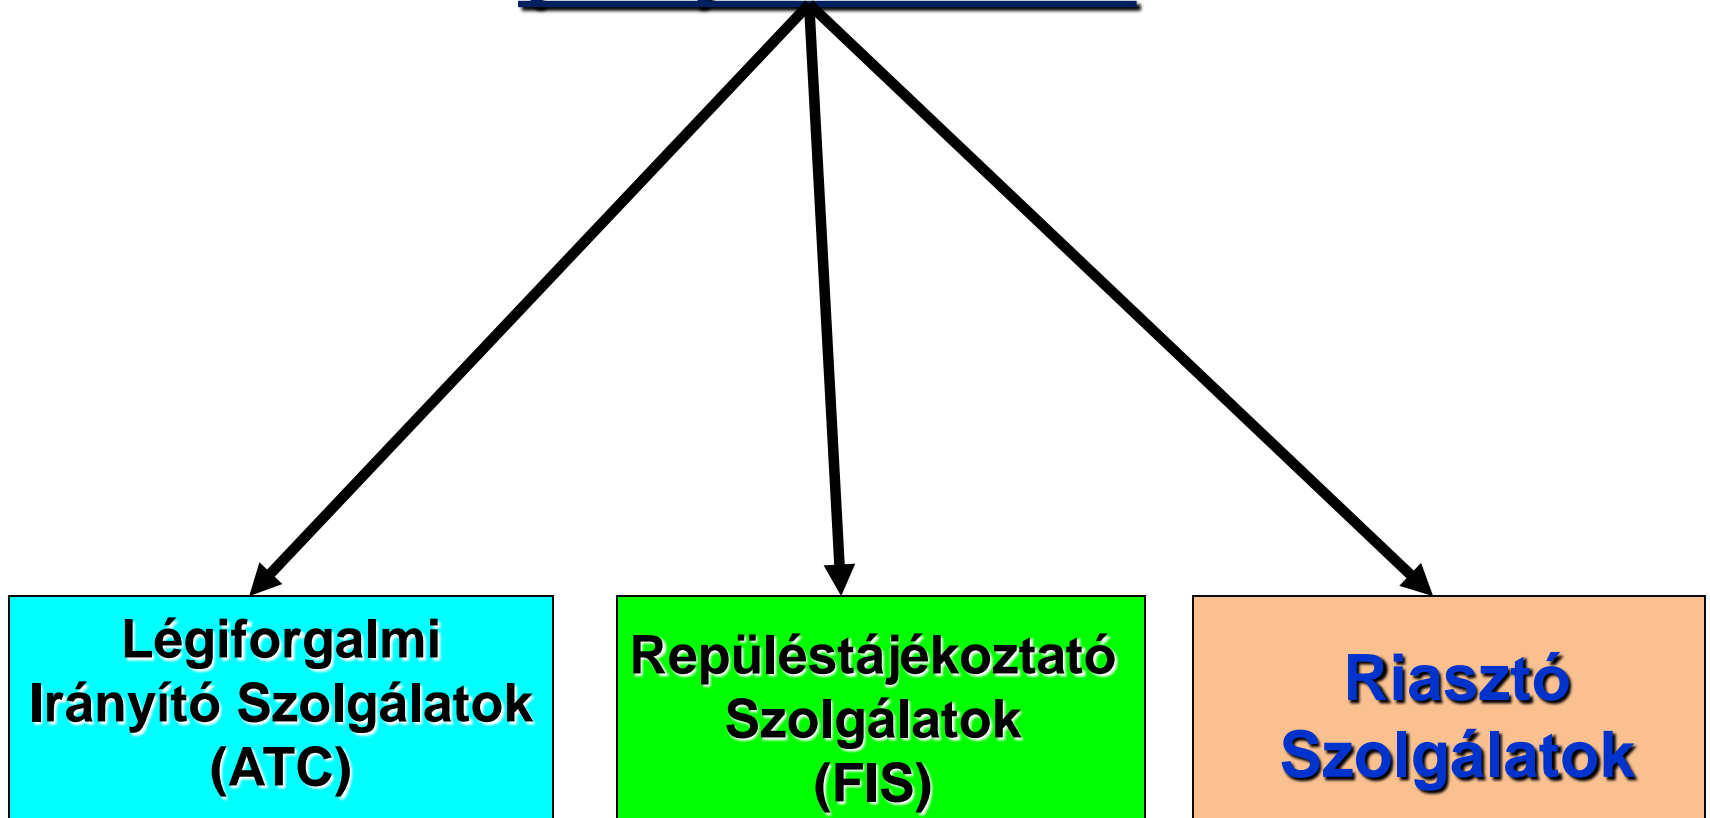 Légiforgalmi
Irányító Szolgálatok
(ATC)
Repüléstájékoztató
Szolgálatok
(FIS)
Riasztó
Szolgálatok